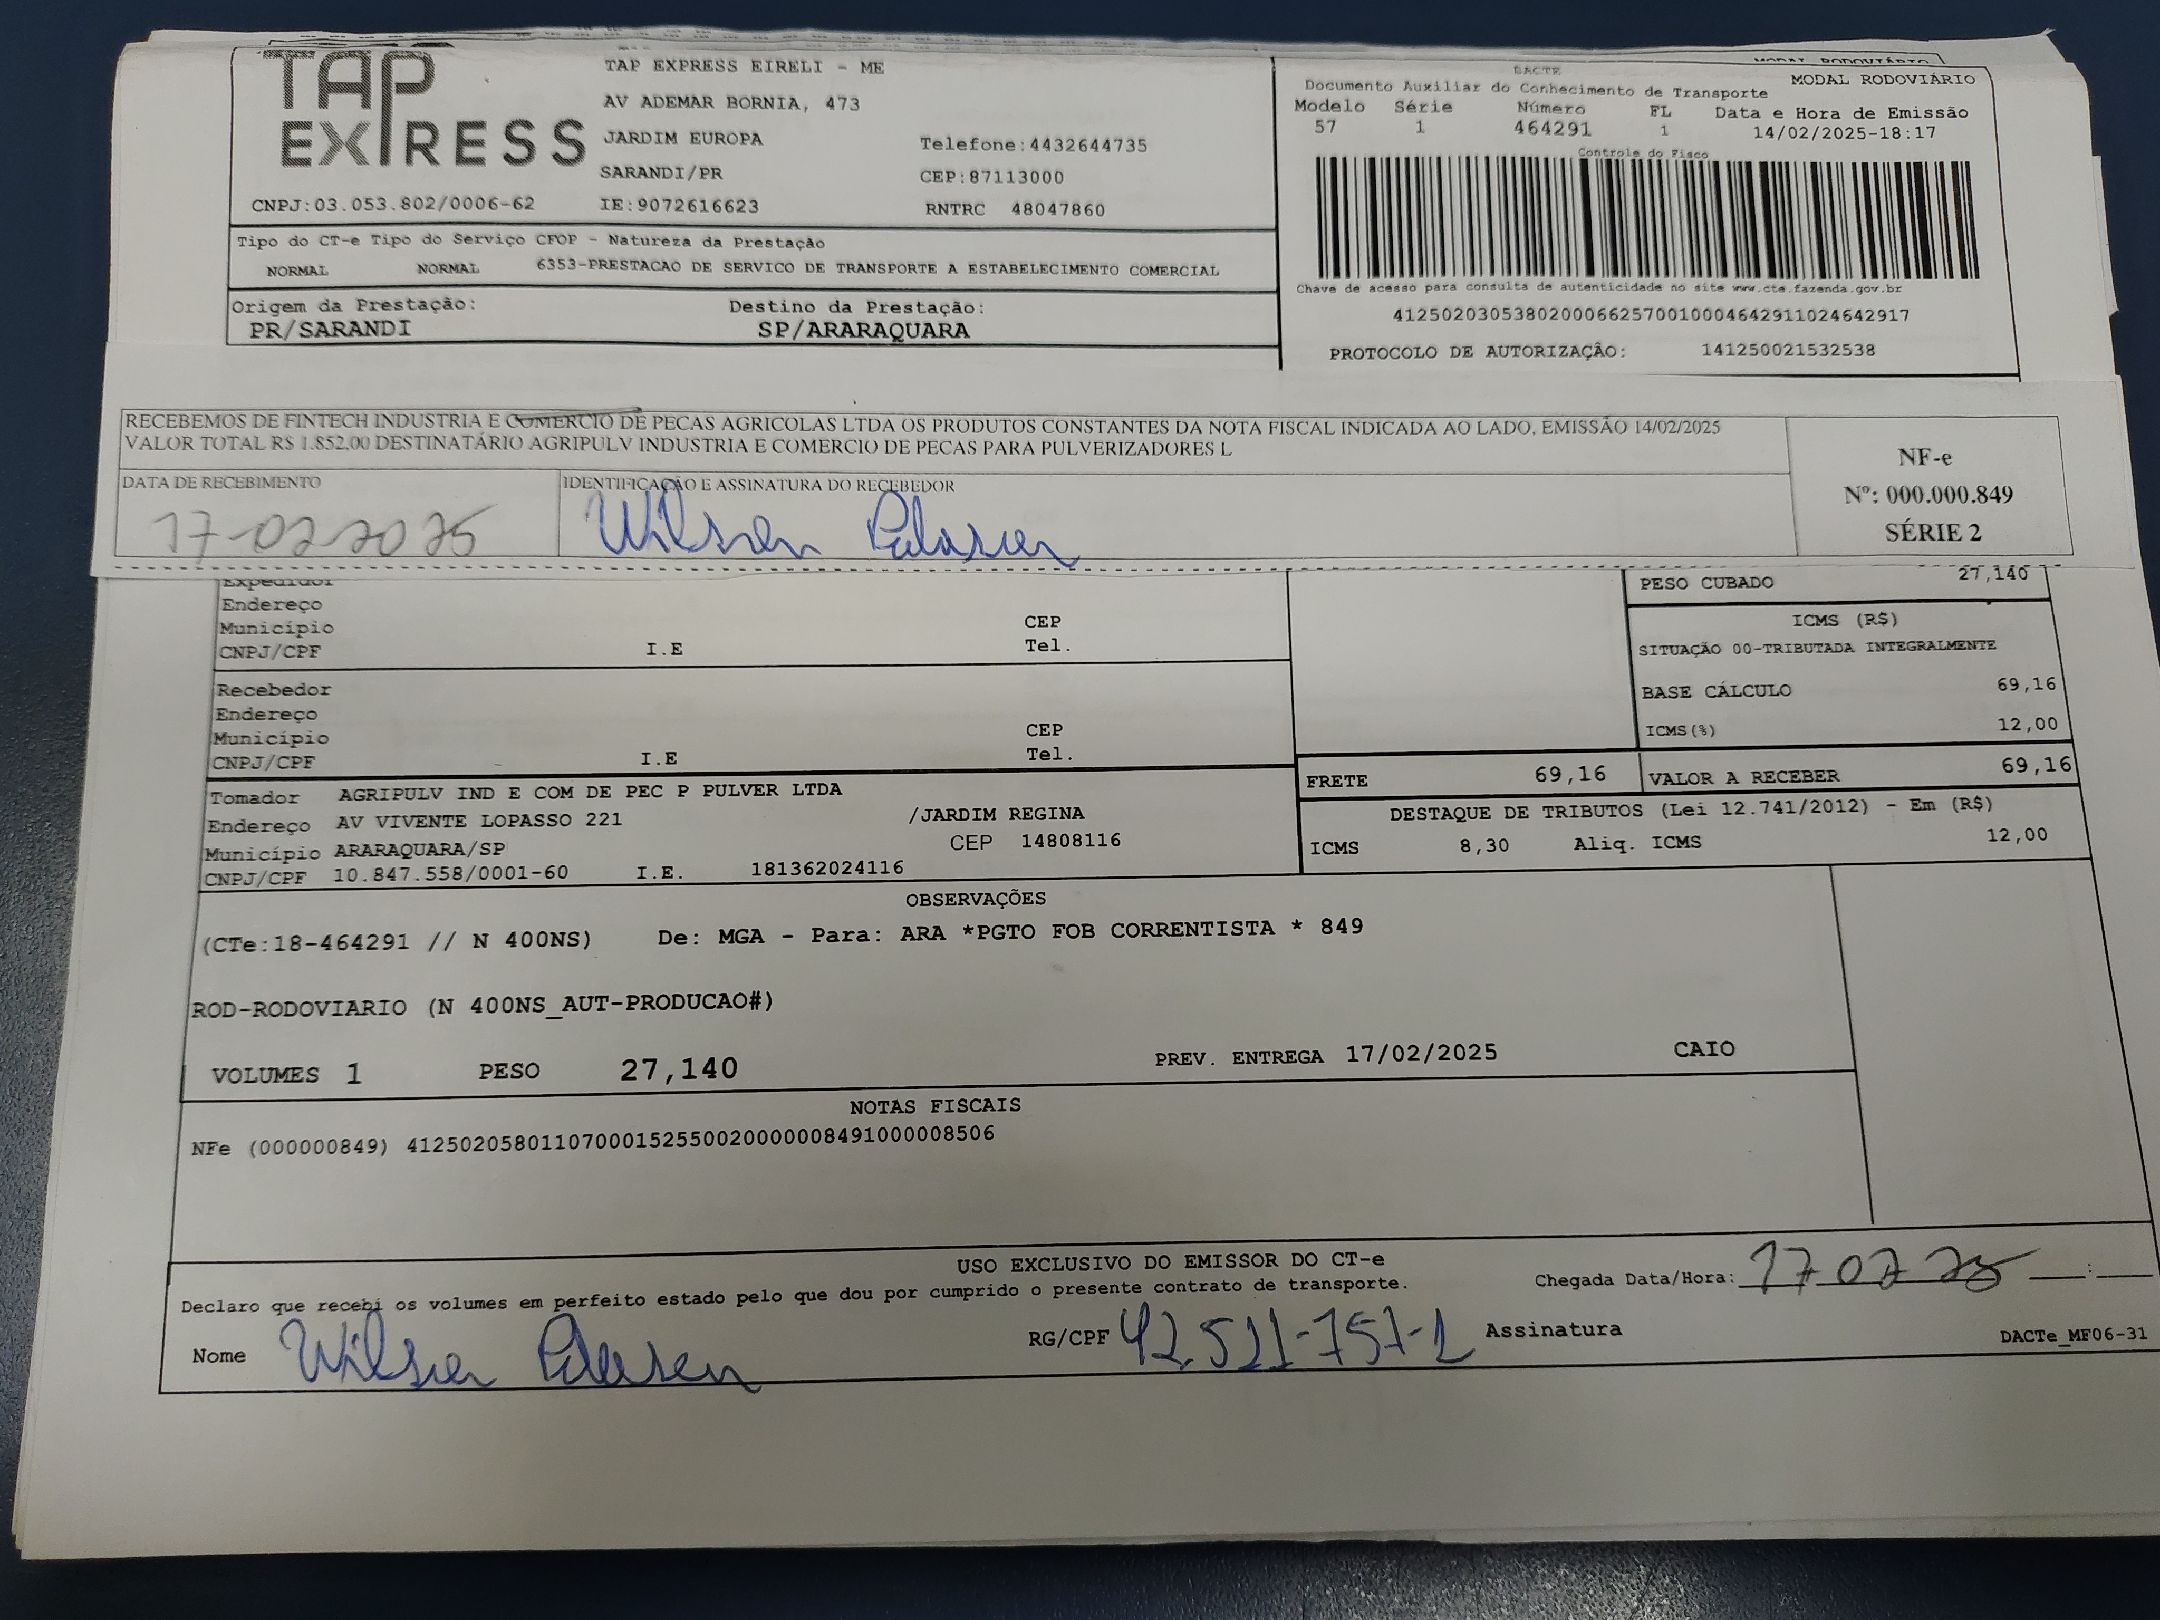 TAP EXPRESS
TAP EXPRESS EIRELI - ME
AV ADEMAR BORNIA, 473
JARDIM EUROPA
Telefone:4432644735
SARANDI/PR
CEP:87113000
CNPJ:03.053.802/0006-62
IE:9072616623
RNTRC 48047860
DACTE
MODAL RODOVIÁRIO
Documento Auxiliar do Conhecimento de Transporte
Modelo Série Número FL Data e Hora de Emissão
57 1 464291 1 14/02/2025-18:17
Controle do Fisco
Chave de acesso para consulta de autenticidade no site www.cte.fazenda.gov.br
41250203053802000662570010004642911024642917
PROTOCOLO DE AUTORIZAÇÃO: 141250021532538
Tipo do CT-e Tipo do Serviço CFOP - Natureza da Prestação
NORMAL NORMAL 6353-PRESTACAO DE SERVICO DE TRANSPORTE A ESTABELECIMENTO COMERCIAL
Origem da Prestação: Destino da Prestação:
PR/SARANDI SP/ARARAQUARA
RECEBEMOS DE FINTECH INDUSTRIA E COMERCIO DE PECAS AGRICOLAS LTDA OS PRODUTOS CONSTANTES DA NOTA FISCAL INDICADA AO LADO, EMISSÃO 14/02/2025
VALOR TOTAL R$ 1.852,00 DESTINATÁRIO AGRIPULV INDUSTRIA E COMERCIO DE PECAS PARA PULVERIZADORES L
DATA DE RECEBIMENTO
IDENTIFICAÇÃO E ASSINATURA DO RECEBEDOR
17-02-2025
Wilson
NF-e
Nº: 000.000.849
SÉRIE 2
Expedidor
Endereço
Município CEP
CNPJ/CPF I.E Tel.
Recebedor
Endereço
Município CEP
CNPJ/CPF I.E Tel.
PESO CUBADO 27,140
ICMS (R$)
SITUAÇÃO 00-TRIBUTADA INTEGRALMENTE
BASE CÁLCULO 69,16
ICMS(%) 12,00
FRETE 69,16 VALOR A RECEBER 69,16
DESTAQUE DE TRIBUTOS (Lei 12.741/2012) - Em (R$)
ICMS 8,30 Aliq. ICMS 12,00
Tomador AGRIPULV IND E COM DE PEC P PULVER LTDA
Endereço AV VIVENTE LOPASSO 221 /JARDIM REGINA
Município ARARAQUARA/SP CEP 14808116
CNPJ/CPF 10.847.558/0001-60 I.E. 181362024116
OBSERVAÇÕES
(CTe:18-464291 // N 400NS) De: MGA - Para: ARA *PGTO FOB CORRENTISTA * 849
ROD-RODOVIARIO (N 400NS_AUT-PRODUCAO#)
VOLUMES 1 PESO 27,140 PREV. ENTREGA 17/02/2025 CAIO
NOTAS FISCAIS
NFe (000000849) 41250205801107000152550020000008491000008506
USO EXCLUSIVO DO EMISSOR DO CT-e
Declaro que recebi os volumes em perfeito estado pelo que dou por cumprido o presente contrato de transporte.
Chegada Data/Hora: 17 02 25 __:__
Nome Wilson
RG/CPF 42.511-757-1 Assinatura
DACTe_MF06-31